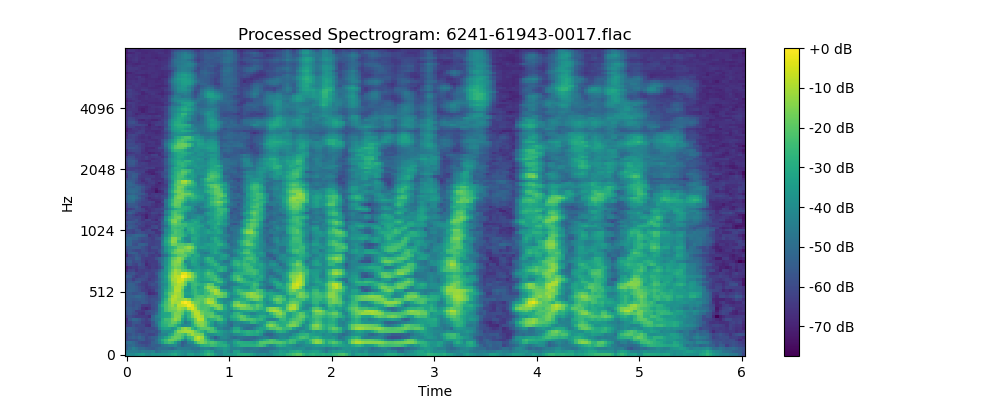 Processed Spectrogram: 6241-61943-0017.flac
+0 dB
-10 dB
-20 dB
-30 dB
-40 dB
-50 dB
-60 dB
-70 dB
4096
2048
1024
512
0
Hz
0 1 2 3 4 5 6
Time